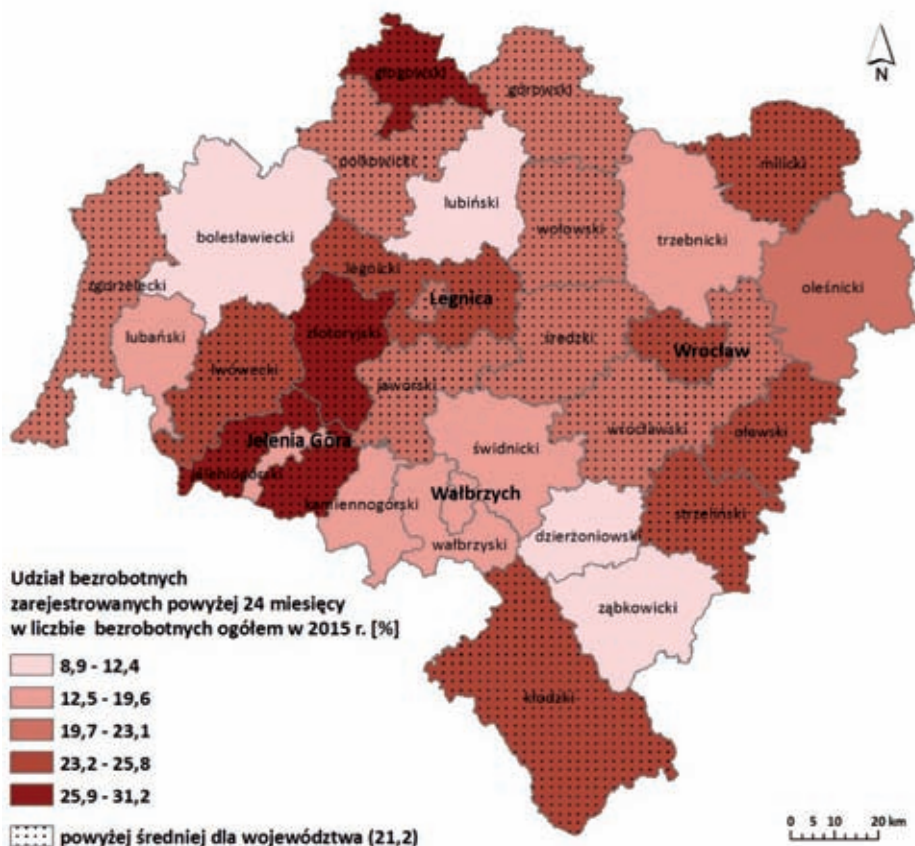 N
głogowski
górowski
polkowicki
milicki
lubiński
bolesławiecki
wołowski
trzebnicki
legnicki
zgorzelecki
oleśnicki
Legnica
złotoryjski
lubański
średzki
Wrocław
lwówecki
jaworski
wrocławski
oławski
Jelenia Góra
świdnicki
jeleniogórski
Wałbrzych
kamiennogórski
strzeliński
dzierżoniowski
wałbrzyski
ząbkowicki
kłodzki
Udział bezrobotnych
zarejestrowanych powyżej 24 miesięcy
w liczbie bezrobotnych ogółem w 2015 r. [%]
8,9 - 12,4
12,5 - 19,6
19,7 - 23,1
23,2 - 25,8
25,9 - 31,2
powyżej średniej dla województwa (21,2)
0 5 10 20 km